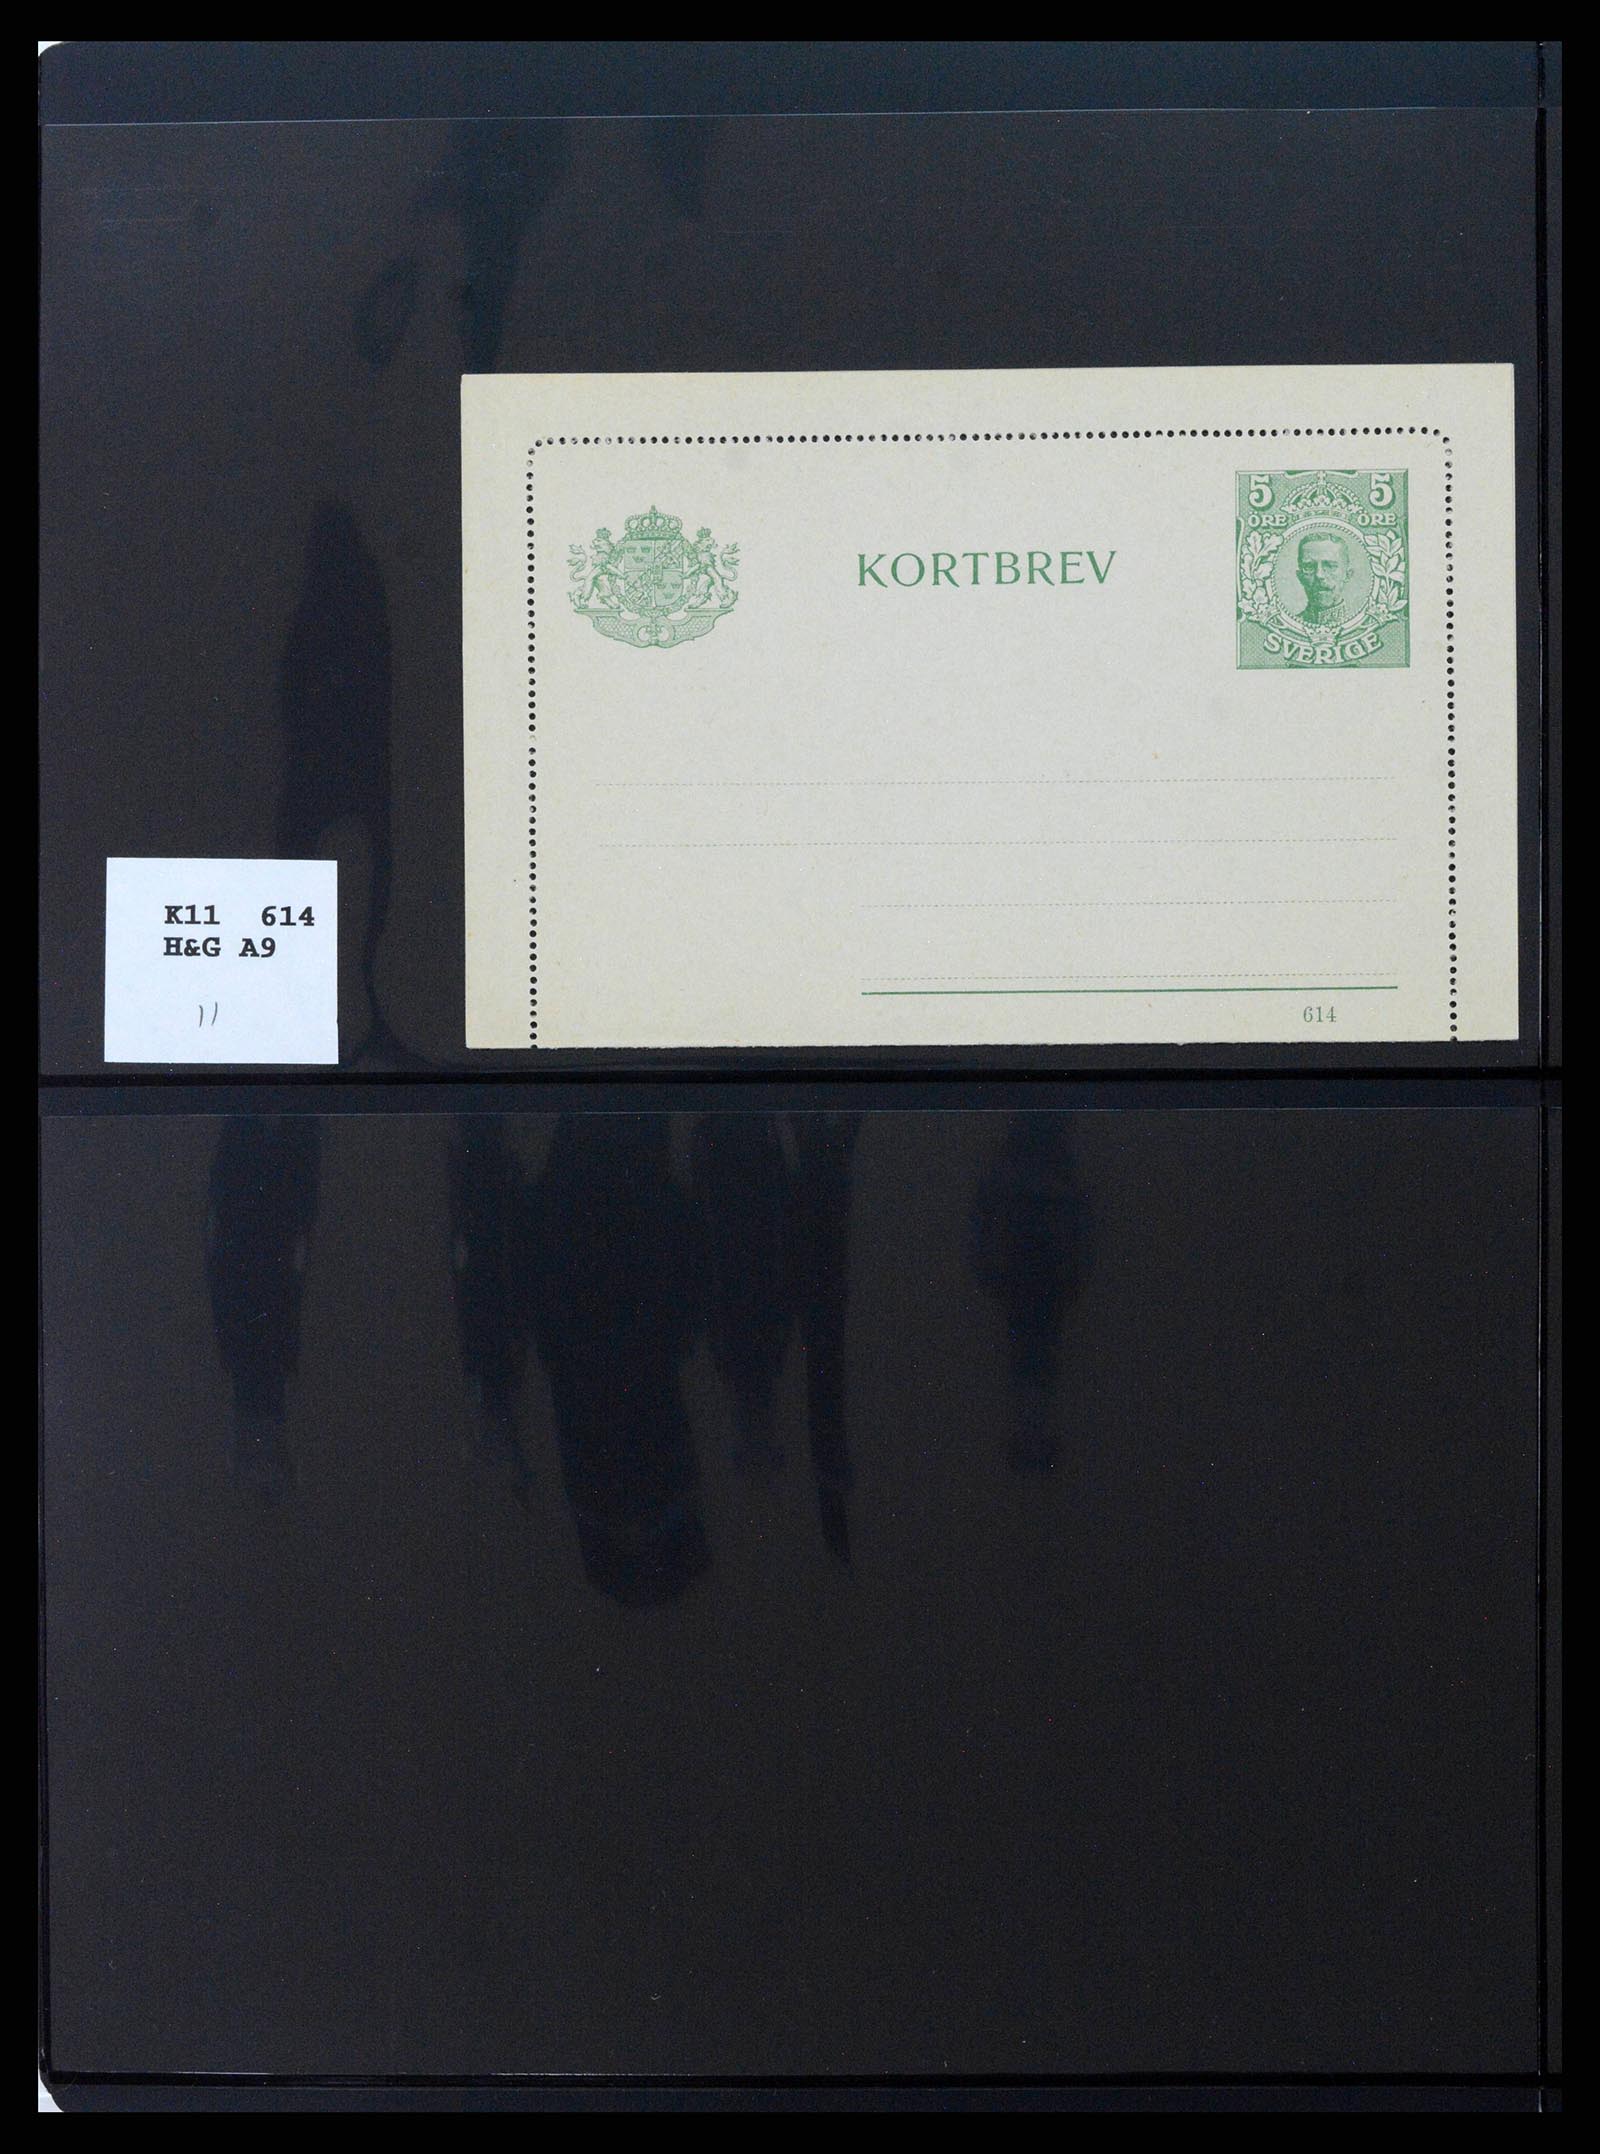 5 5
ÖRE ÖRE
KORTBREV
SVERIGE
K11 614
H&G A9
11
614